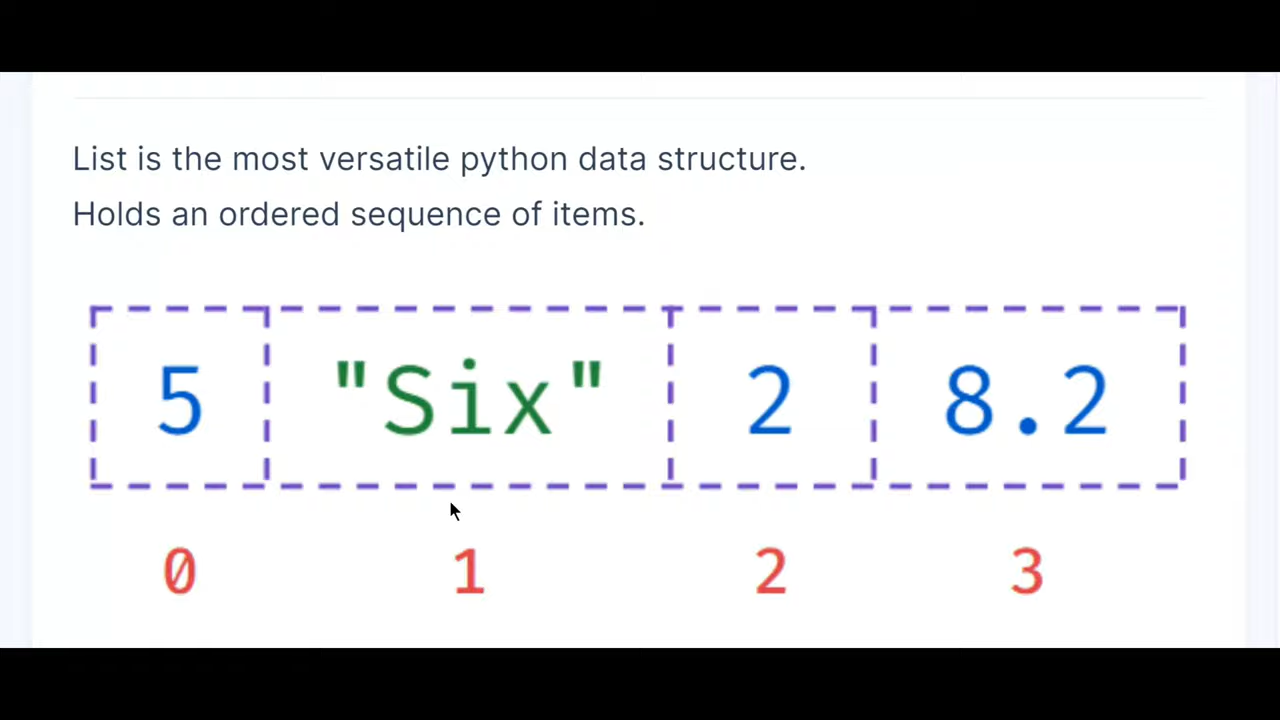 List is the most versatile python data structure.
Holds an ordered sequence of items.
5 "Six" 2 8.2
0 1 2 3